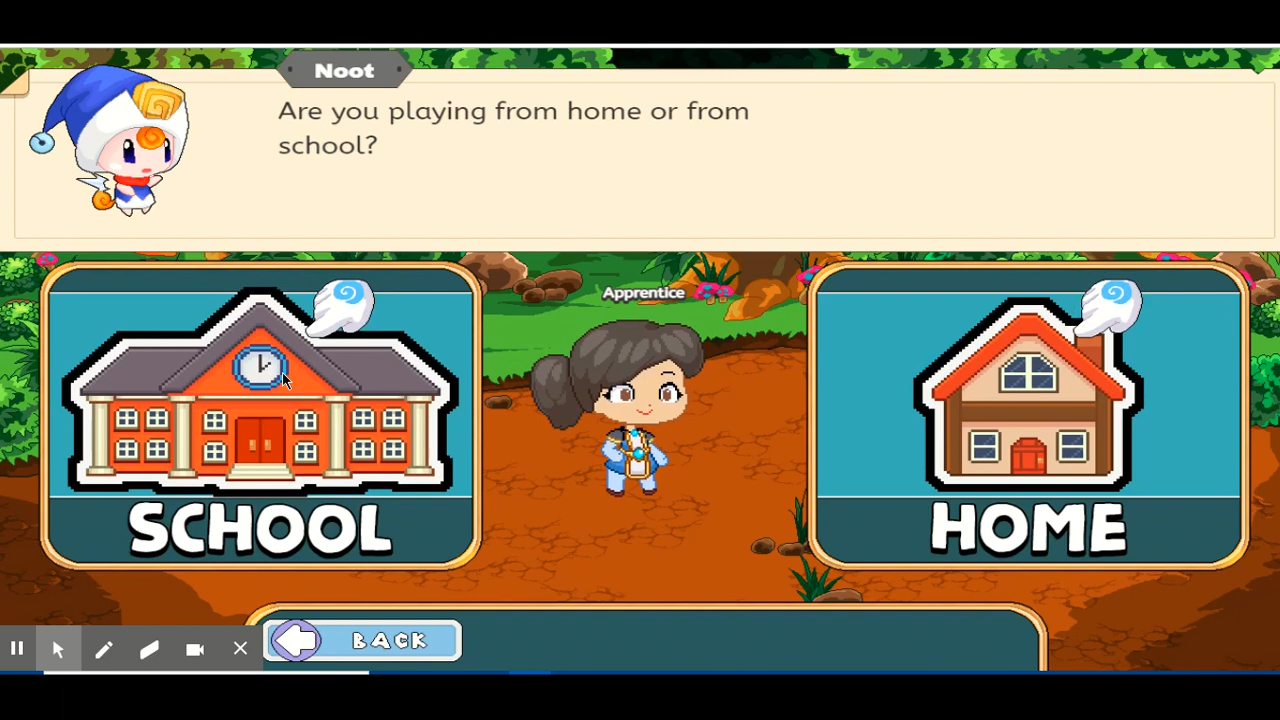 Noot
Are you playing from home or from
school?
Apprentice
SCHOOL
HOME
BACK